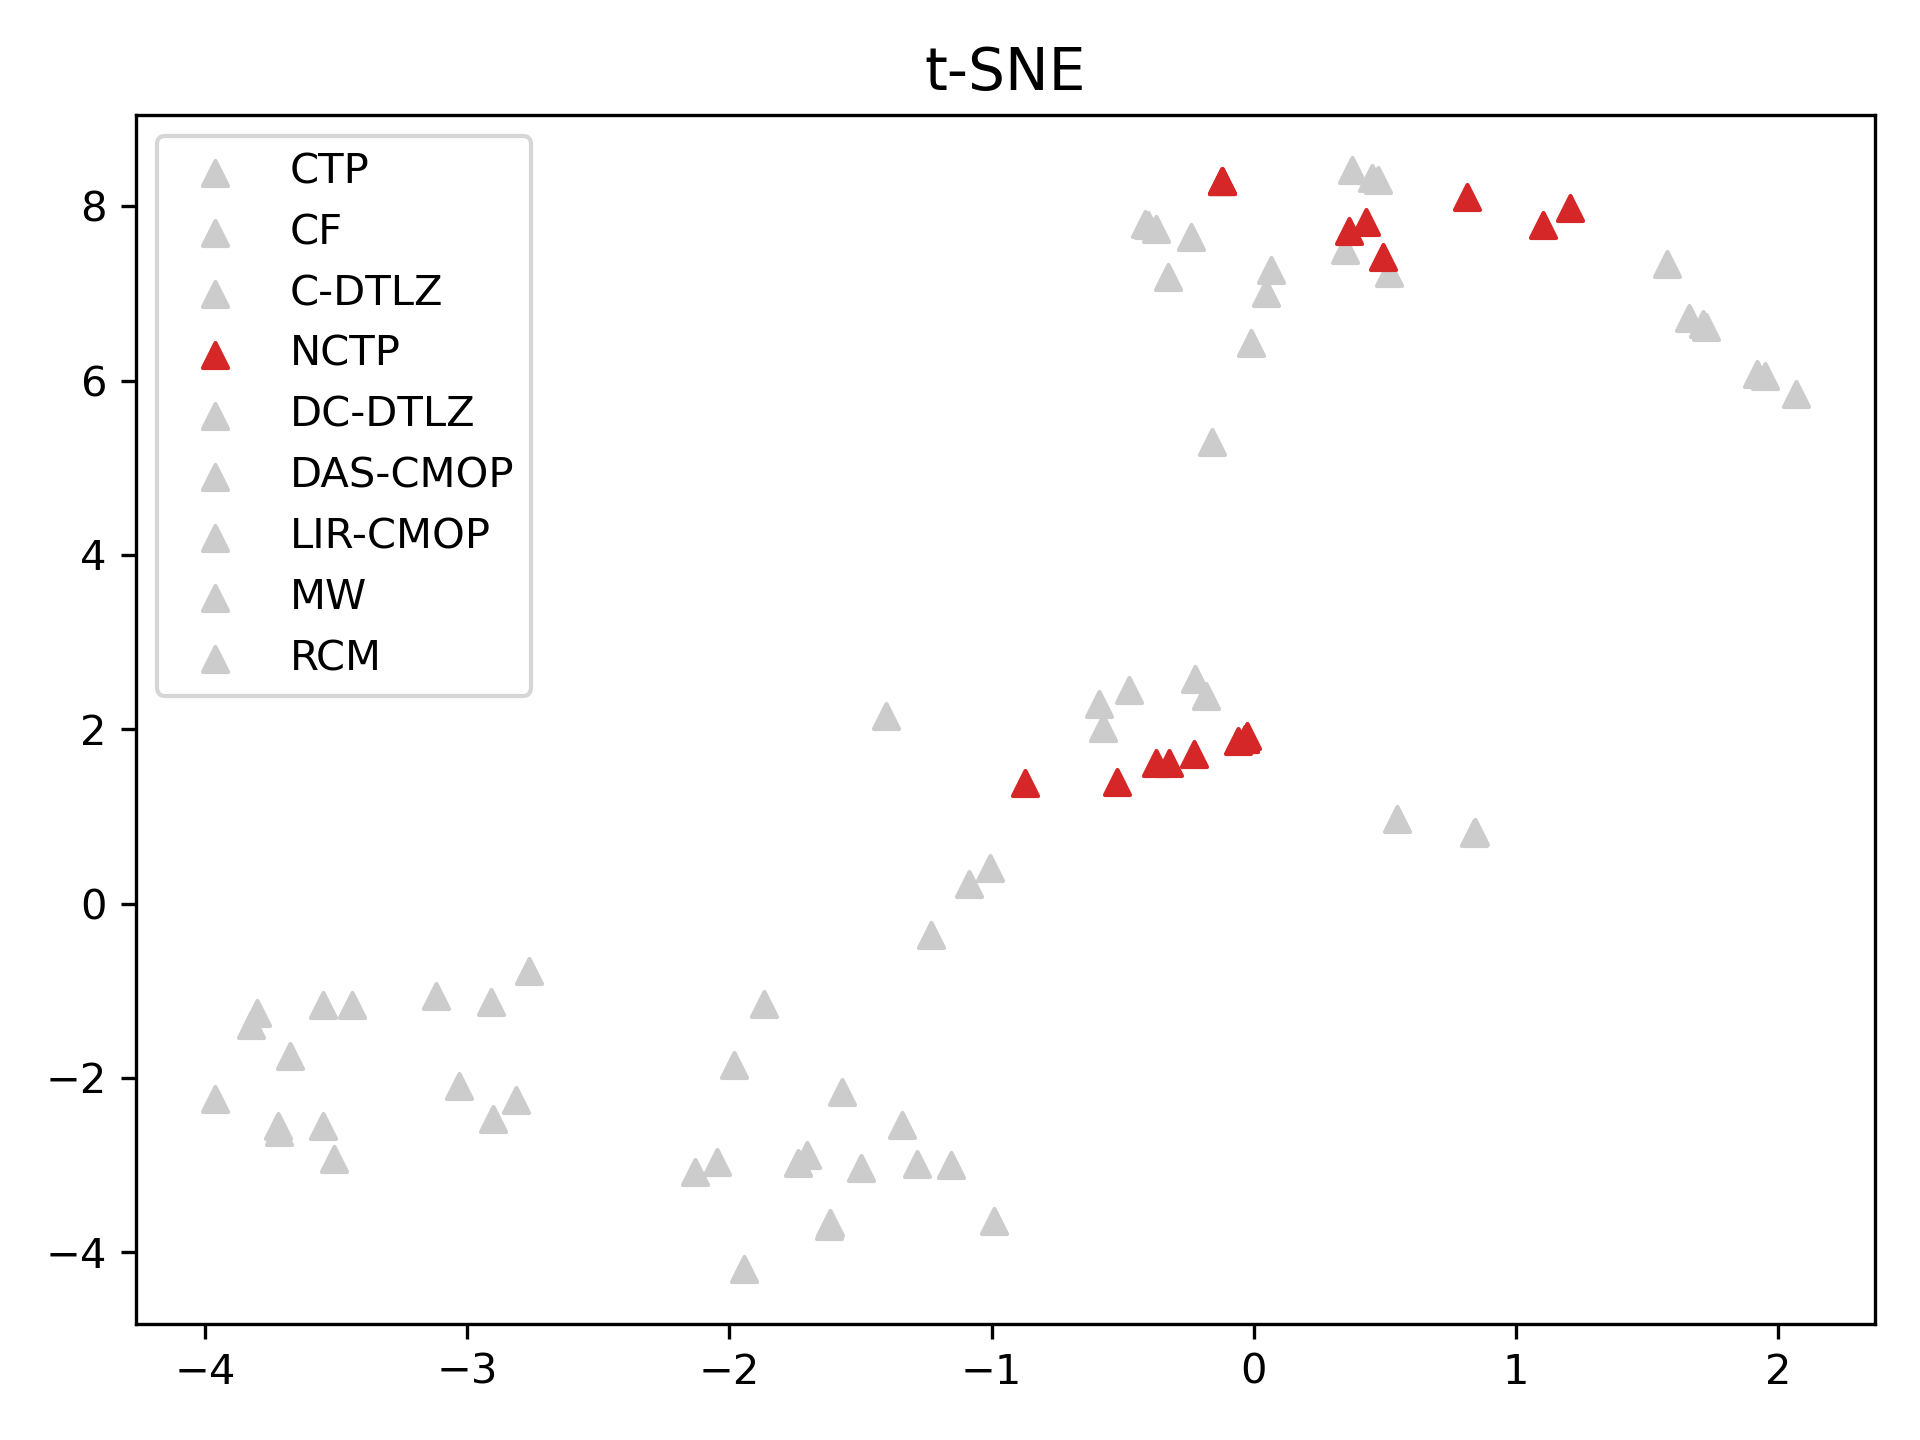 t-SNE
CTP
CF
C-DTLZ
NCTP
DC-DTLZ
DAS-CMOP
LIR-CMOP
MW
RCM
8
6
4
2
0
−2
−4
−4 −3 −2 −1 0 1 2